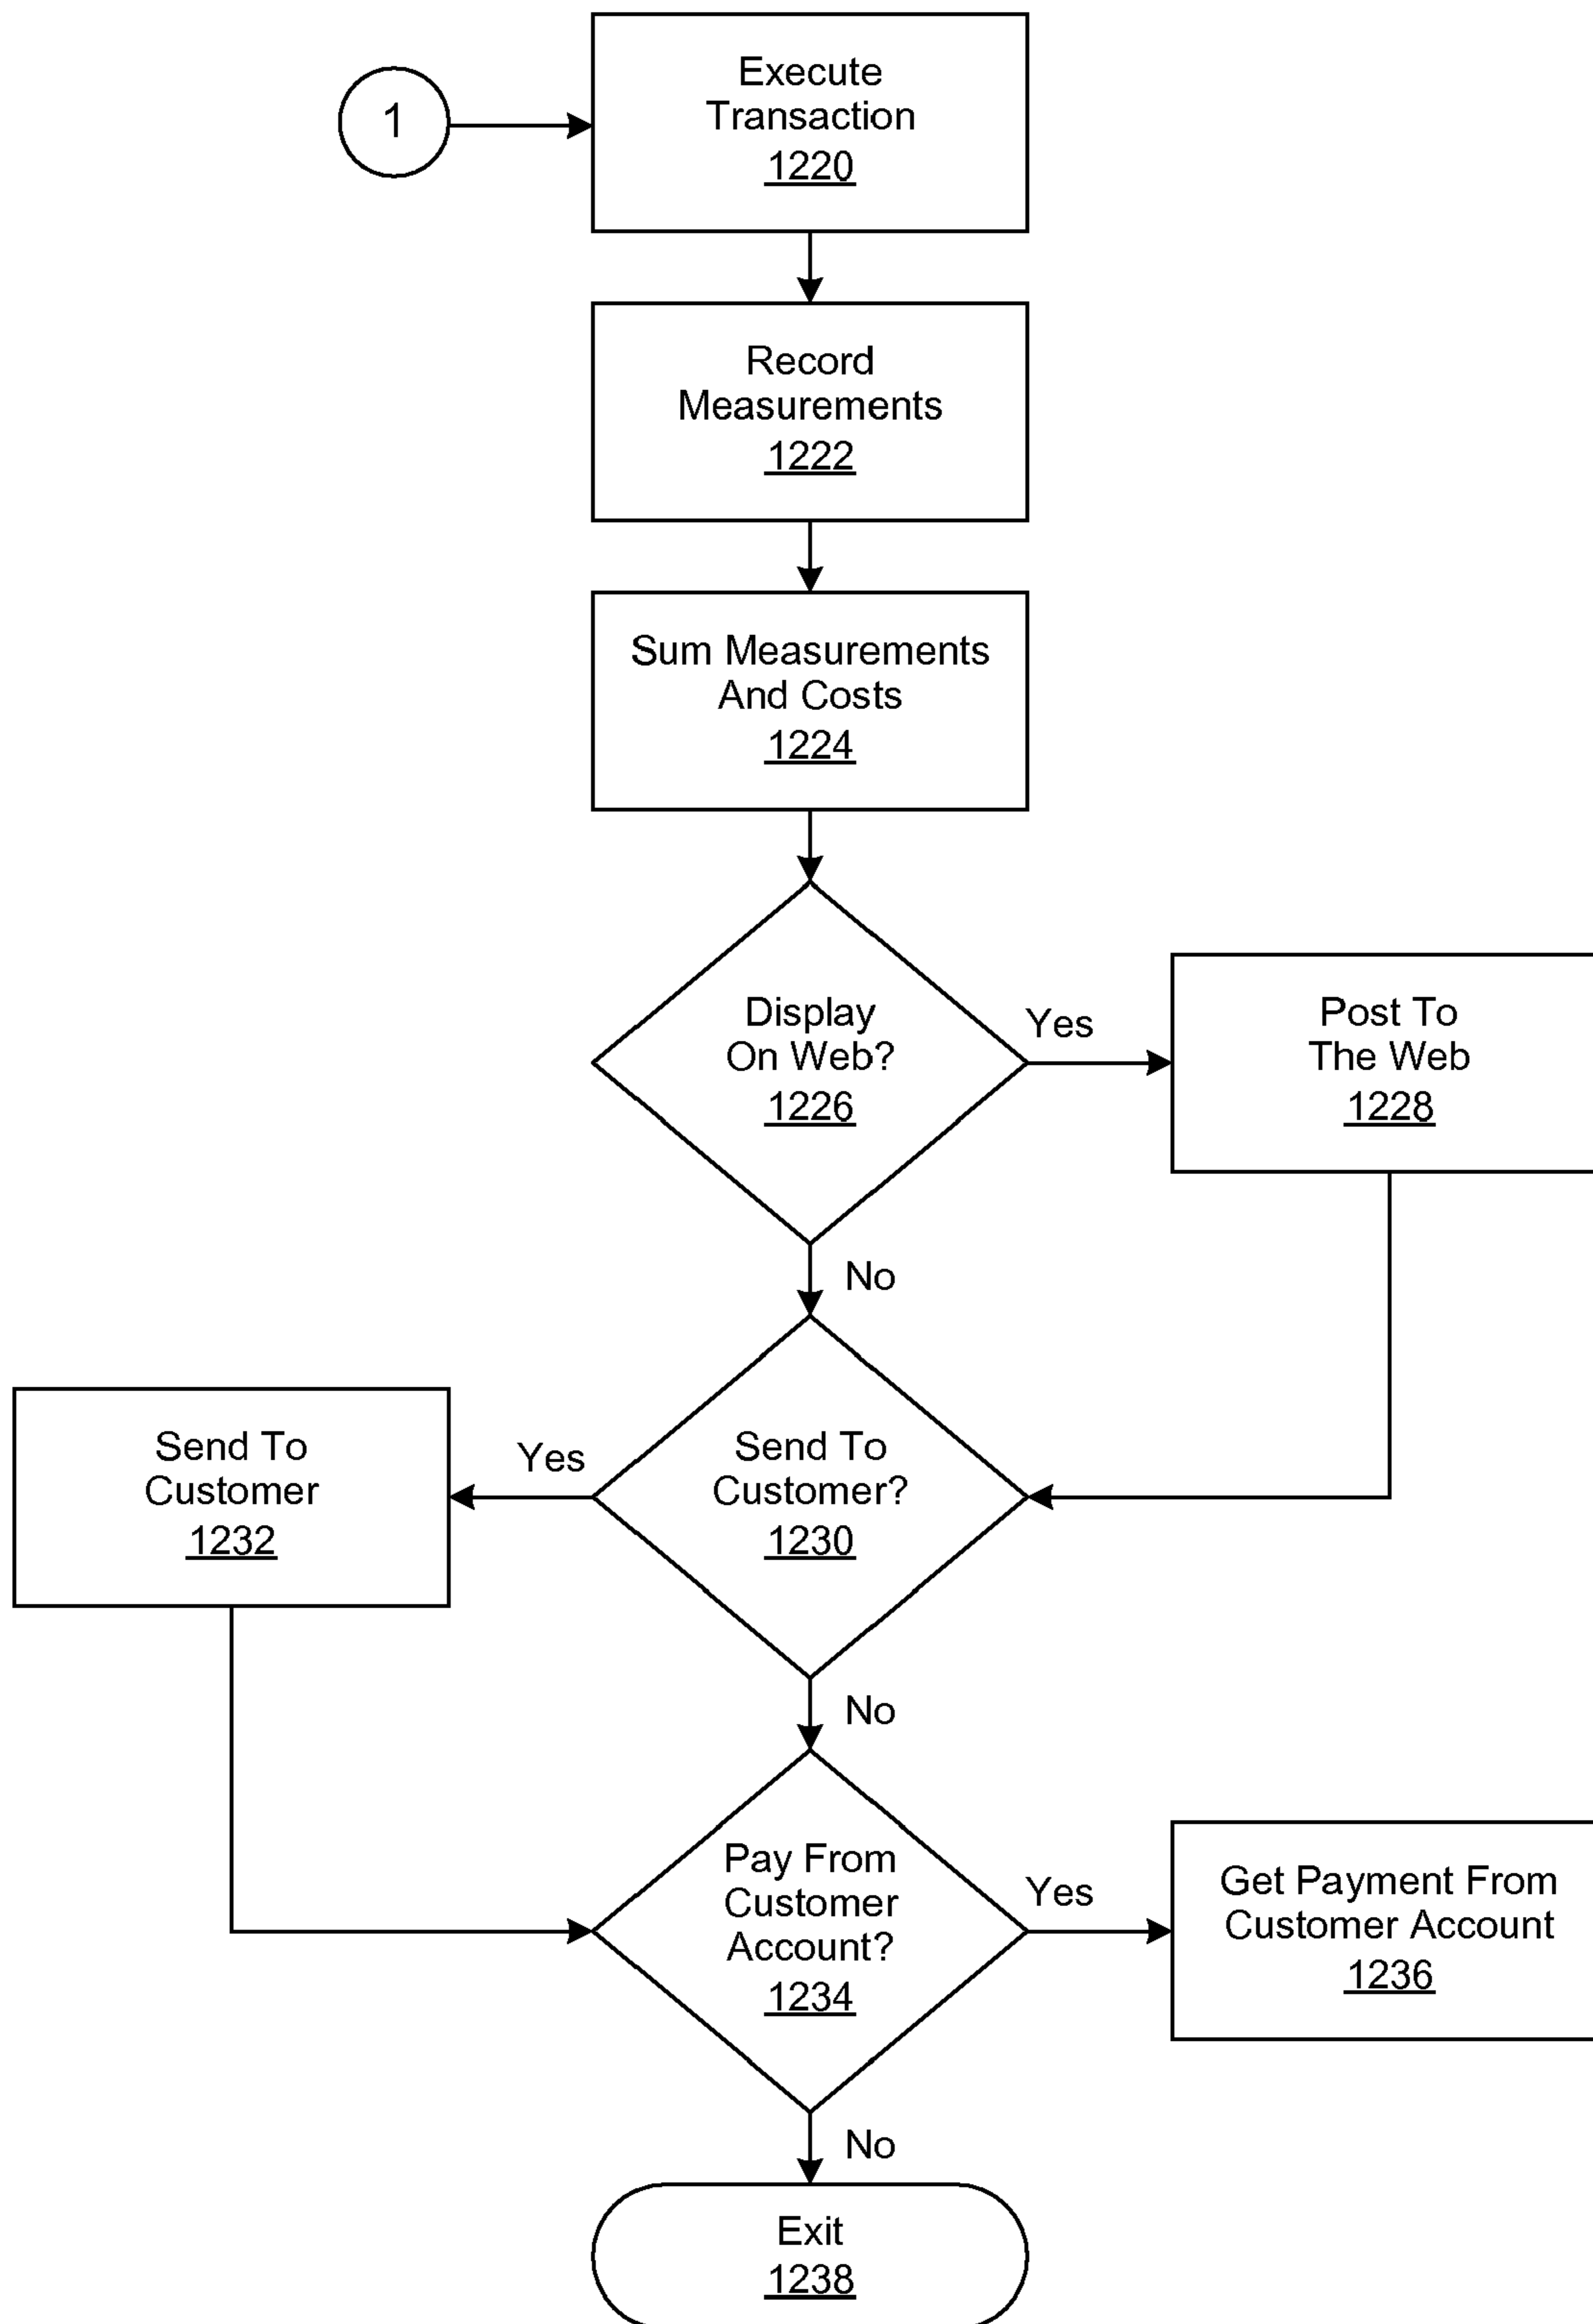 1
Execute
Transaction
1220
Record
Measurements
1222
Sum Measurements
And Costs
1224
Display
On Web?
1226
Yes
Post To
The Web
1228
No
Send To
Customer
1232
Yes
Send To
Customer?
1230
No
Pay From
Customer
Account?
1234
Yes
Get Payment From
Customer Account
1236
No
Exit
1238